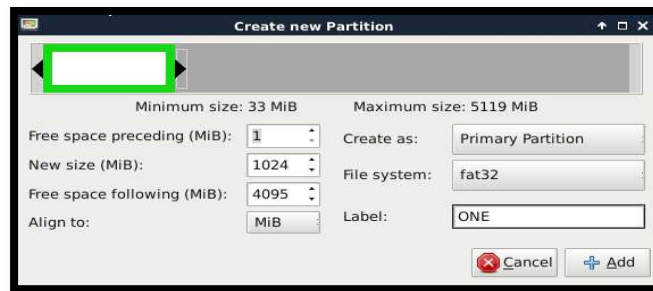 Create new Partition
Minimum size: 33 MiB Maximum size: 5119 MiB
Free space preceding (MiB): 1 Create as: Primary Partition
New size (MiB): 1024 File system: fat32
Free space following (MiB): 4095
Align to: MiB Label: ONE
Cancel Add